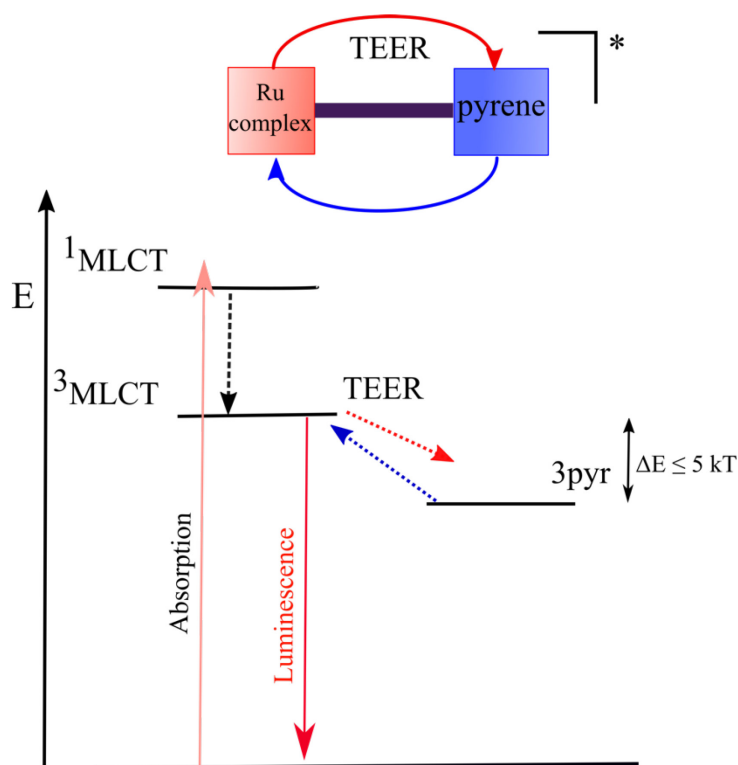 TEER
*
Ru
complex
pyrene
1MLCT
E
3MLCT
TEER
3pyr
ΔE ≤ 5 kT
Absorption
Luminescence